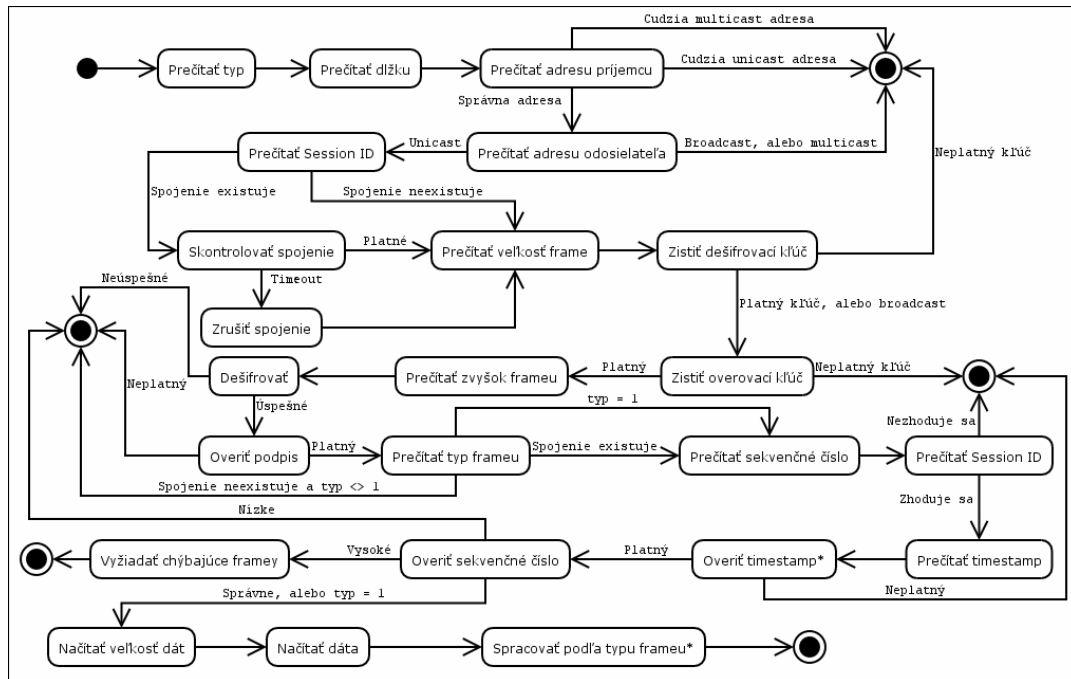 Cudzia multicast adresa
Prečítať typ
Prečítať dlžku
Prečítať adresu príjemcu
Cudzia unicast adresa
Správna adresa
Prečítať Session ID
Unicast
Prečítať adresu odosielateľa
Broadcast, alebo multicast
Neplatný kľúč
Spojenie existuje
Spojenie neexistuje
Skontrolovať spojenie
Platné
Prečítať veľkosť frame
Zistiť dešifrovací kľúč
Neúspešné
Timeout
Zrušiť spojenie
Platný kľúč, alebo broadcast
Neplatný
Dešifrovať
Prečítať zvyšok frameu
Platný
Zistiť overovací kľúč
Neplatný kľúč
Úspešné
typ = 1
Overiť podpis
Platný
Prečítať typ frameu
Spojenie existuje
Prečítať sekvenčné číslo
Nezhoduje sa
Prečítať Session ID
Spojenie neexistuje a typ <> 1
Zhoduje sa
Nízke
Vyžiadať chýbajúce framey
Vysoké
Overiť sekvenčné číslo
Platný
Overiť timestamp*
Prečítať timestamp
Neplatný
Správne, alebo typ = 1
Načítať veľkosť dát
Načítať dáta
Spracovať podľa typu frameu*